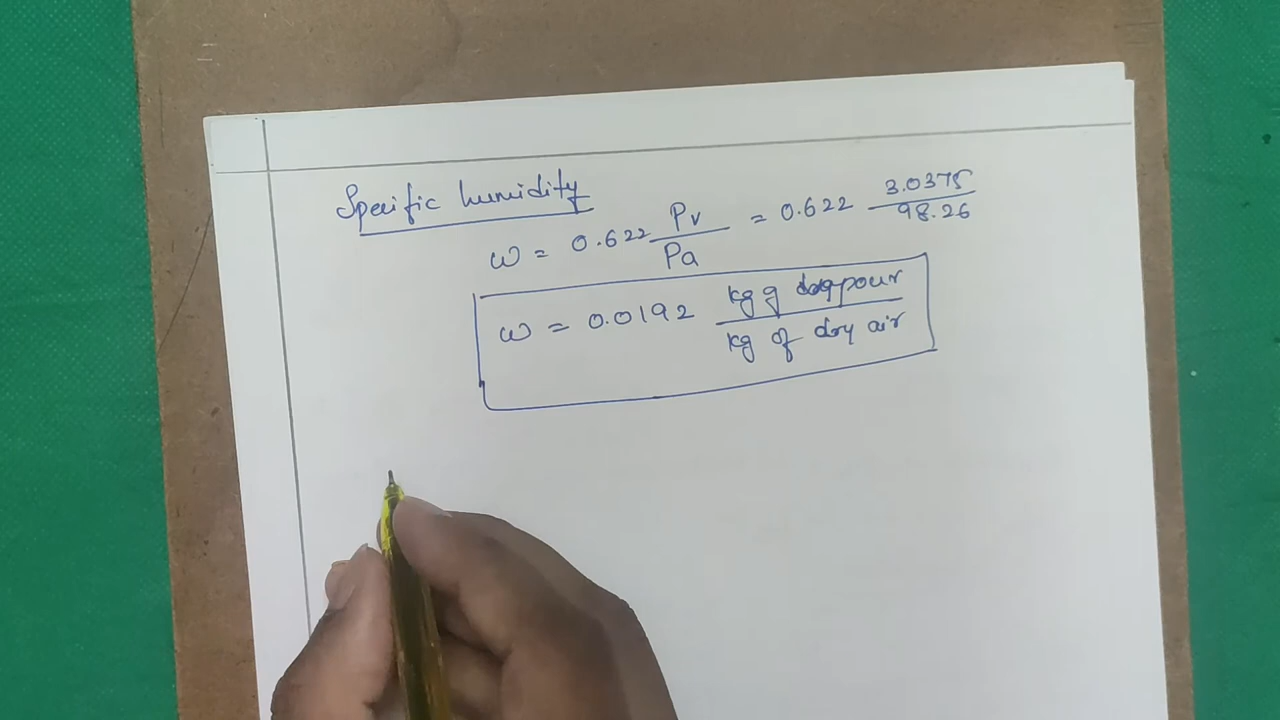 Specific humidity
ω = 0.622 Pv/Pa = 0.622 3.0375/98.26
ω = 0.0192 kg of vapour/kg of dry air